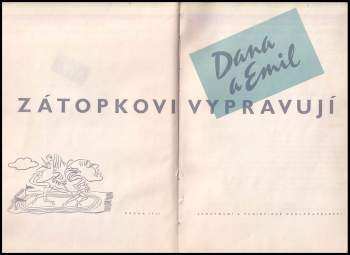 Dana
a Emil
ZÁTOPKOVI VYPRAVUJÍ
PRAHA